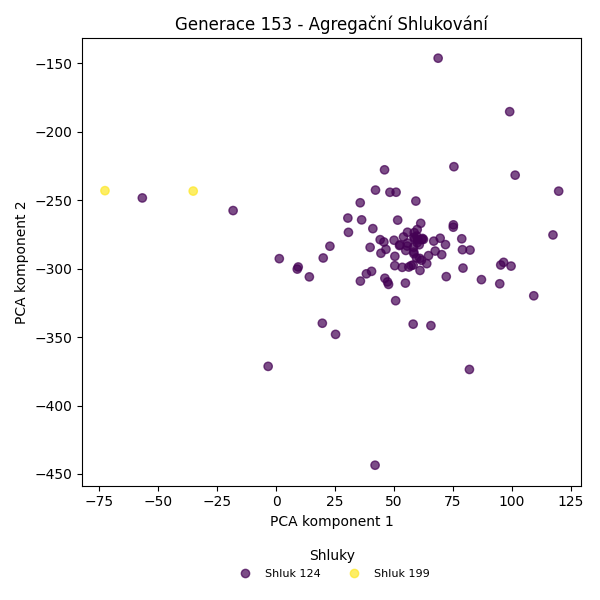 Generace 153 - Agregační Shlukování
PCA komponent 2
−150
−200
−250
−300
−350
−400
−450
−75
−50
−25
0
25
50
75
100
125
PCA komponent 1
Shluky
Shluk 124
Shluk 199